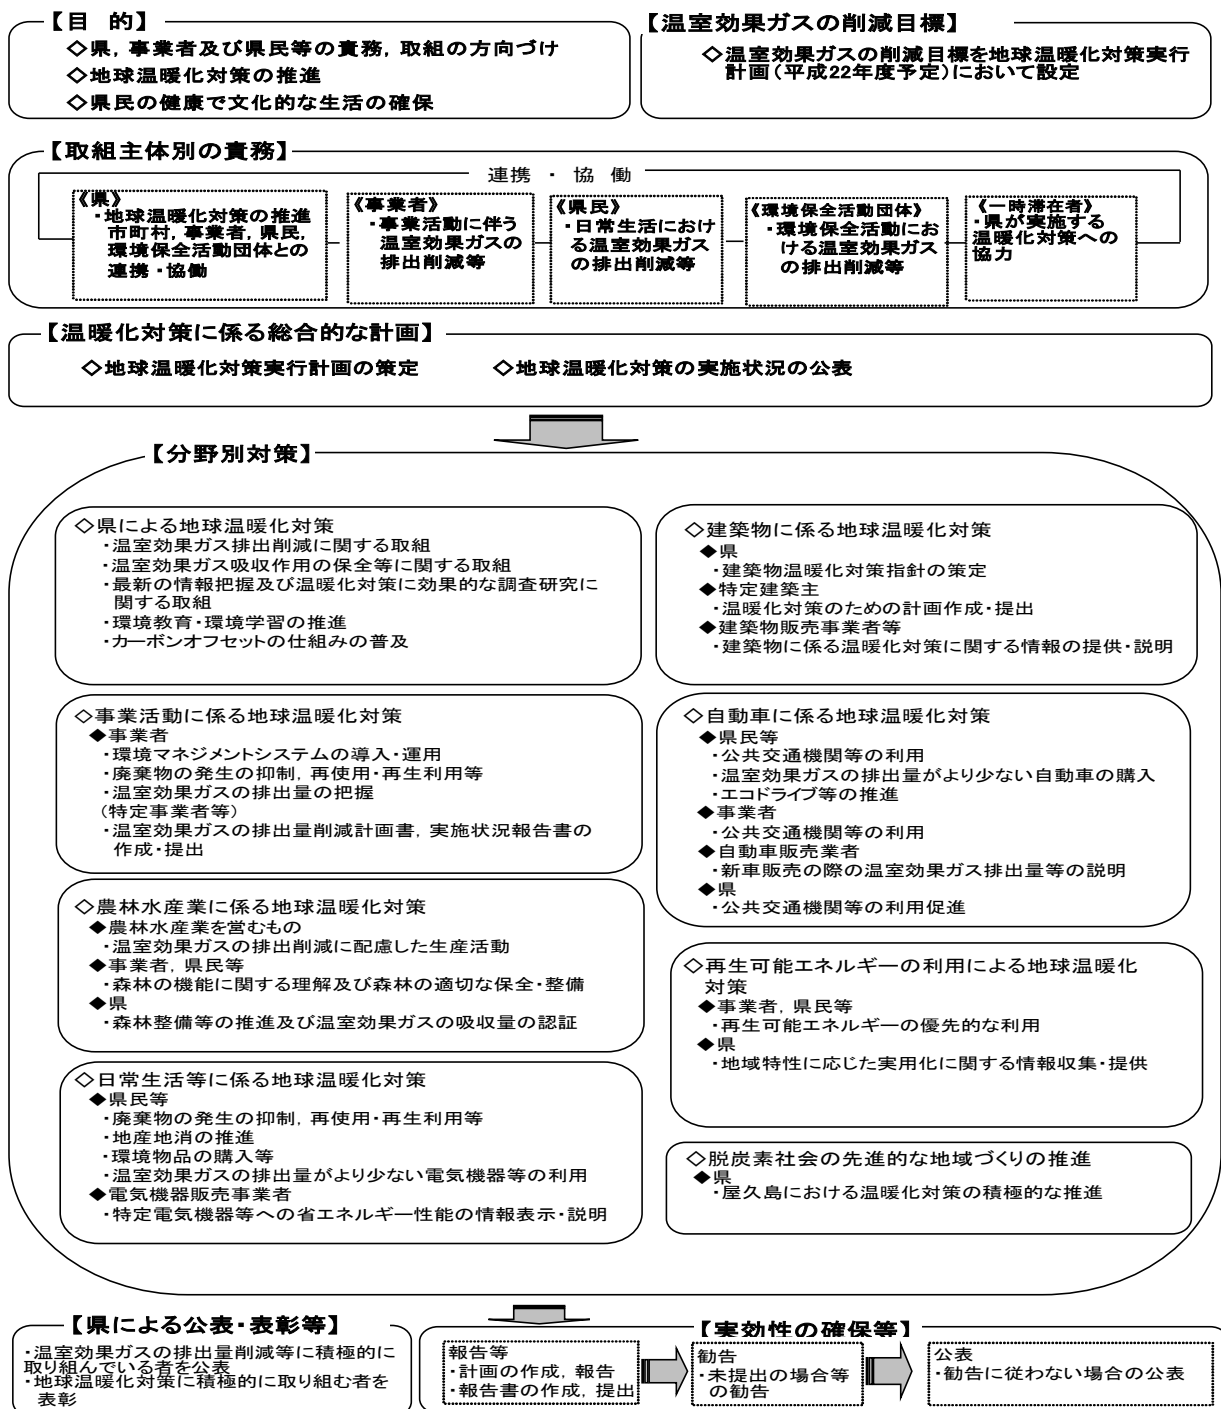 【目 的】
◇県，事業者及び県民等の責務，取組の方向づけ
◇地球温暖化対策の推進
◇県民の健康で文化的な生活の確保
【温室効果ガスの削減目標】
◇温室効果ガスの削減目標を地球温暖化対策実行
計画（平成22年度予定）において設定
【取組主体別の責務】
連携 ・ 協 働
《県》
・地球温暖化対策の推進
市町村，事業者，県民，
環境保全活動団体との
連携・協働
《事業者》
・事業活動に伴う
温室効果ガスの
排出削減等
《県民》
・日常生活におけ
る温室効果ガス
の排出削減等
《環境保全活動団体》
・環境保全活動にお
ける温室効果ガス
の排出削減等
《一時滞在者》
・県が実施する
温暖化対策への
協力
【温暖化対策に係る総合的な計画】
◇地球温暖化対策実行計画の策定 ◇地球温暖化対策の実施状況の公表
【分野別対策】
◇県による地球温暖化対策
・温室効果ガス排出削減に関する取組
・温室効果ガス吸収作用の保全等に関する取組
・最新の情報把握及び温暖化対策に効果的な調査研究に
関する取組
・環境教育・環境学習の推進
・カーボンオフセットの仕組みの普及
◇事業活動に係る地球温暖化対策
◆事業者
・環境マネジメントシステムの導入・運用
・廃棄物の発生の抑制，再使用・再生利用等
・温室効果ガスの排出量の把握
（特定事業者等）
・温室効果ガスの排出量削減計画書，実施状況報告書の
作成・提出
◇農林水産業に係る地球温暖化対策
◆農林水産業を営むもの
・温室効果ガスの排出削減に配慮した生産活動
◆事業者，県民等
・森林の機能に関する理解及び森林の適切な保全・整備
◆県
・森林整備等の推進及び温室効果ガスの吸収量の認証
◇日常生活等に係る地球温暖化対策
◆県民等
・廃棄物の発生の抑制，再使用・再生利用等
・地産地消の推進
・環境物品の購入等
・温室効果ガスの排出量がより少ない電気機器等の利用
◆電気機器販売事業者
・特定電気機器等への省エネルギー性能の情報表示・説明
◇建築物に係る地球温暖化対策
◆県
・建築物温暖化対策指針の策定
◆特定建築主
・温暖化対策のための計画作成・提出
◆建築物販売事業者等
・建築物に係る温暖化対策に関する情報の提供・説明
◇自動車に係る地球温暖化対策
◆県民等
・公共交通機関等の利用
・温室効果ガスの排出量がより少ない自動車の購入
・エコドライブ等の推進
◆事業者
・公共交通機関等の利用
◆自動車販売業者
・新車販売の際の温室効果ガス排出量等の説明
◆県
・公共交通機関等の利用促進
◇再生可能エネルギーの利用による地球温暖化
対策
◆事業者，県民等
・再生可能エネルギーの優先的な利用
◆県
・地域特性に応じた実用化に関する情報収集・提供
◇脱炭素社会の先進的な地域づくりの推進
◆県
・屋久島における温暖化対策の積極的な推進
【県による公表・表彰等】
・温室効果ガスの排出量削減等に積極的に
取り組んでいる者を公表
・地球温暖化対策に積極的に取り組む者を
表彰
【実効性の確保等】
報告等
・計画の作成，報告
・報告書の作成，提出
勧告
・未提出の場合等
の勧告
公表
・勧告に従わない場合の公表